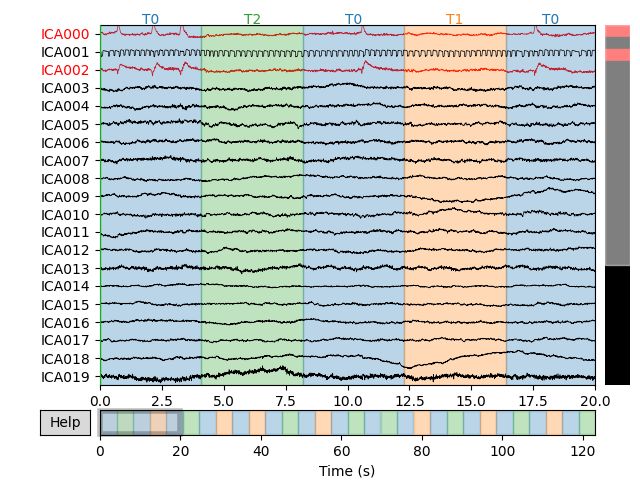 T0 T2 T0 T1 T0
ICA000
ICA001
ICA002
ICA003
ICA004
ICA005
ICA006
ICA007
ICA008
ICA009
ICA010
ICA011
ICA012
ICA013
ICA014
ICA015
ICA016
ICA017
ICA018
ICA019
0.0 2.5 5.0 7.5 10.0 12.5 15.0 17.5 20.0
Help
0 20 40 60 80 100 120
Time (s)